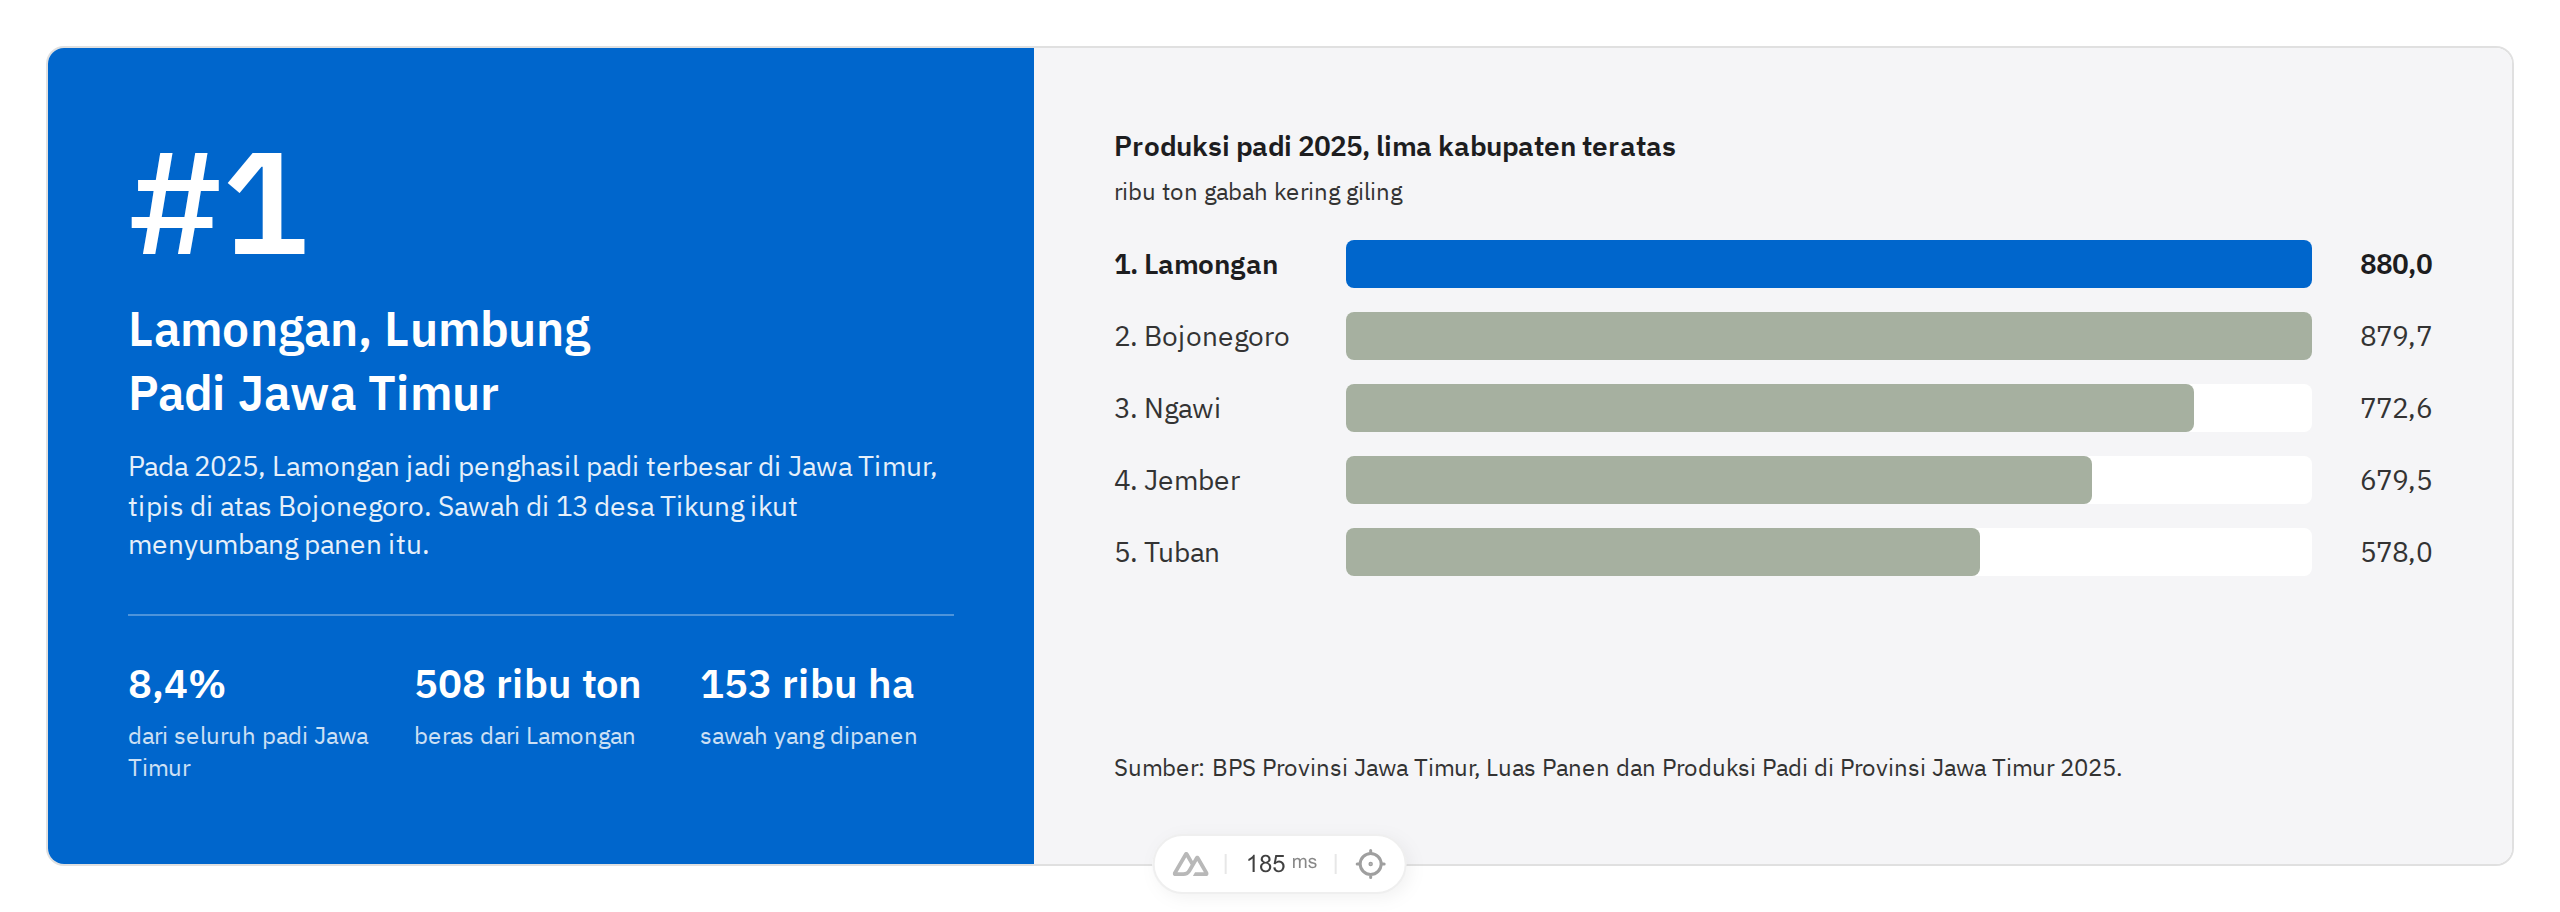 #1
Lamongan, Lumbung
Padi Jawa Timur
Pada 2025, Lamongan jadi penghasil padi terbesar di Jawa Timur,
tipis di atas Bojonegoro. Sawah di 13 desa Tikung ikut
menyumbang panen itu.
8,4%
dari seluruh padi Jawa
Timur
508 ribu ton
beras dari Lamongan
153 ribu ha
sawah yang dipanen
Produksi padi 2025, lima kabupaten teratas
ribu ton gabah kering giling
1. Lamongan 880,0
2. Bojonegoro 879,7
3. Ngawi 772,6
4. Jember 679,5
5. Tuban 578,0
Sumber: BPS Provinsi Jawa Timur, Luas Panen dan Produksi Padi di Provinsi Jawa Timur 2025.
185 ms